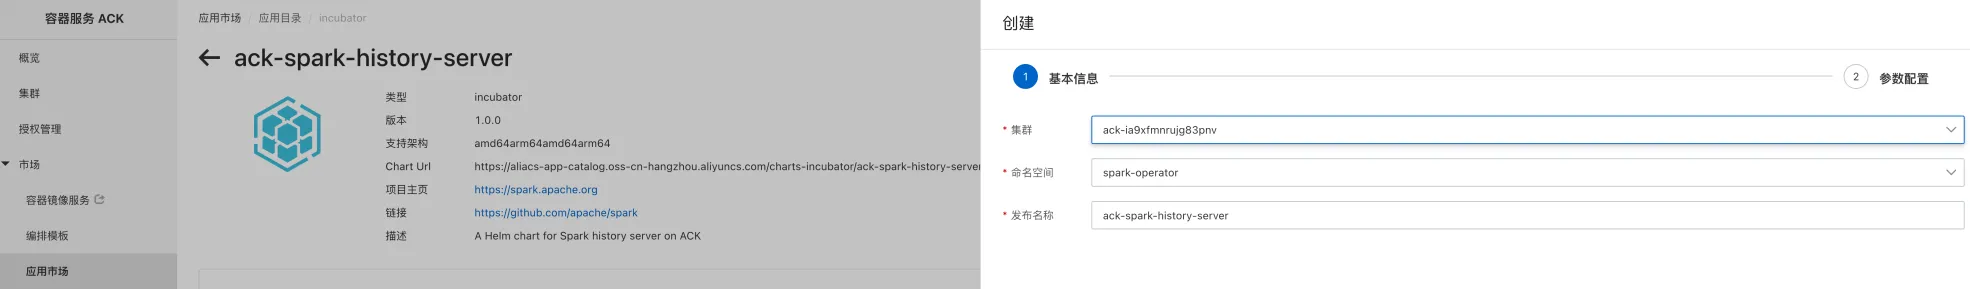 容器服务 ACK
概览
集群
授权管理
市场
容器镜像服务
编排模板
应用市场
应用市场 / 应用目录 / incubator
ack-spark-history-server
类型 incubator
版本 1.0.0
支持架构 amd64arm64amd64arm64
Chart Url https://aliacs-app-catalog.oss-cn-hangzhou.aliyuncs.com/charts-incubator/ack-spark-history-server
项目主页 https://spark.apache.org
链接 https://github.com/apache/spark
描述 A Helm chart for Spark history server on ACK
创建
1 基本信息 2 参数配置
* 集群 ack-ia9xfmnrujg83pnv
* 命名空间 spark-operator
* 发布名称 ack-spark-history-server